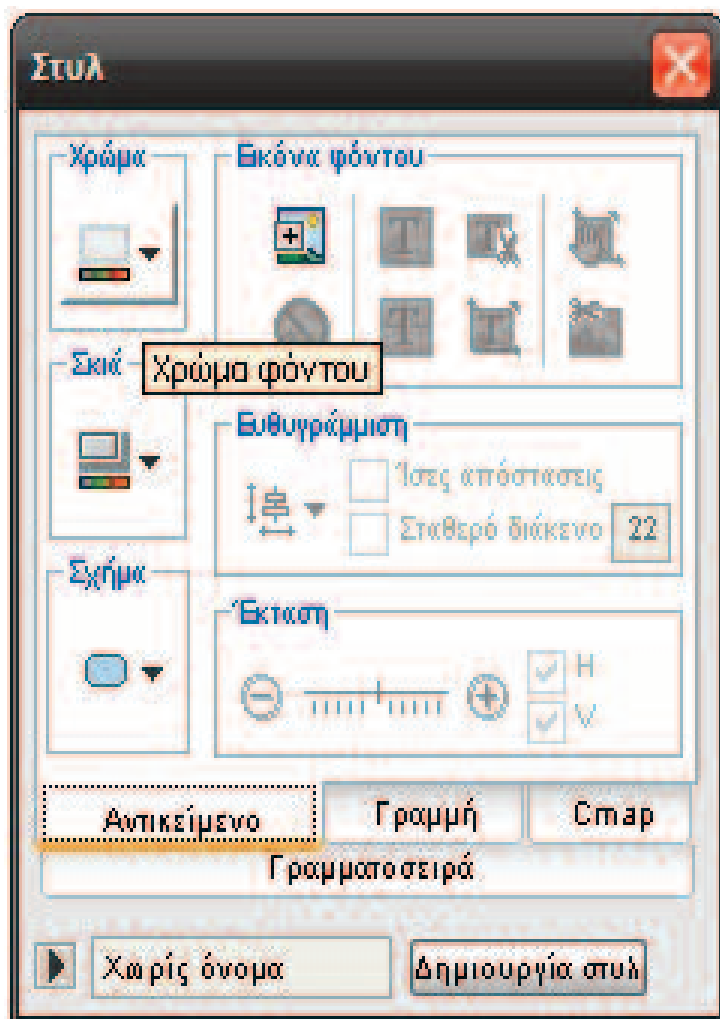 Στυλ
Χρώμα
Εικόνα φόντου
Σκιά
Χρώμα φόντου
Ευθυγράμμιση
Ίσες αποστάσεις
Σταθερό διάκενο 22
Σχήμα
Έκταση
H
V
Αντικείμενο Γραμμή Cmap
Γραμματοσειρά
Χωρίς όνομα Δημιουργία στυλ